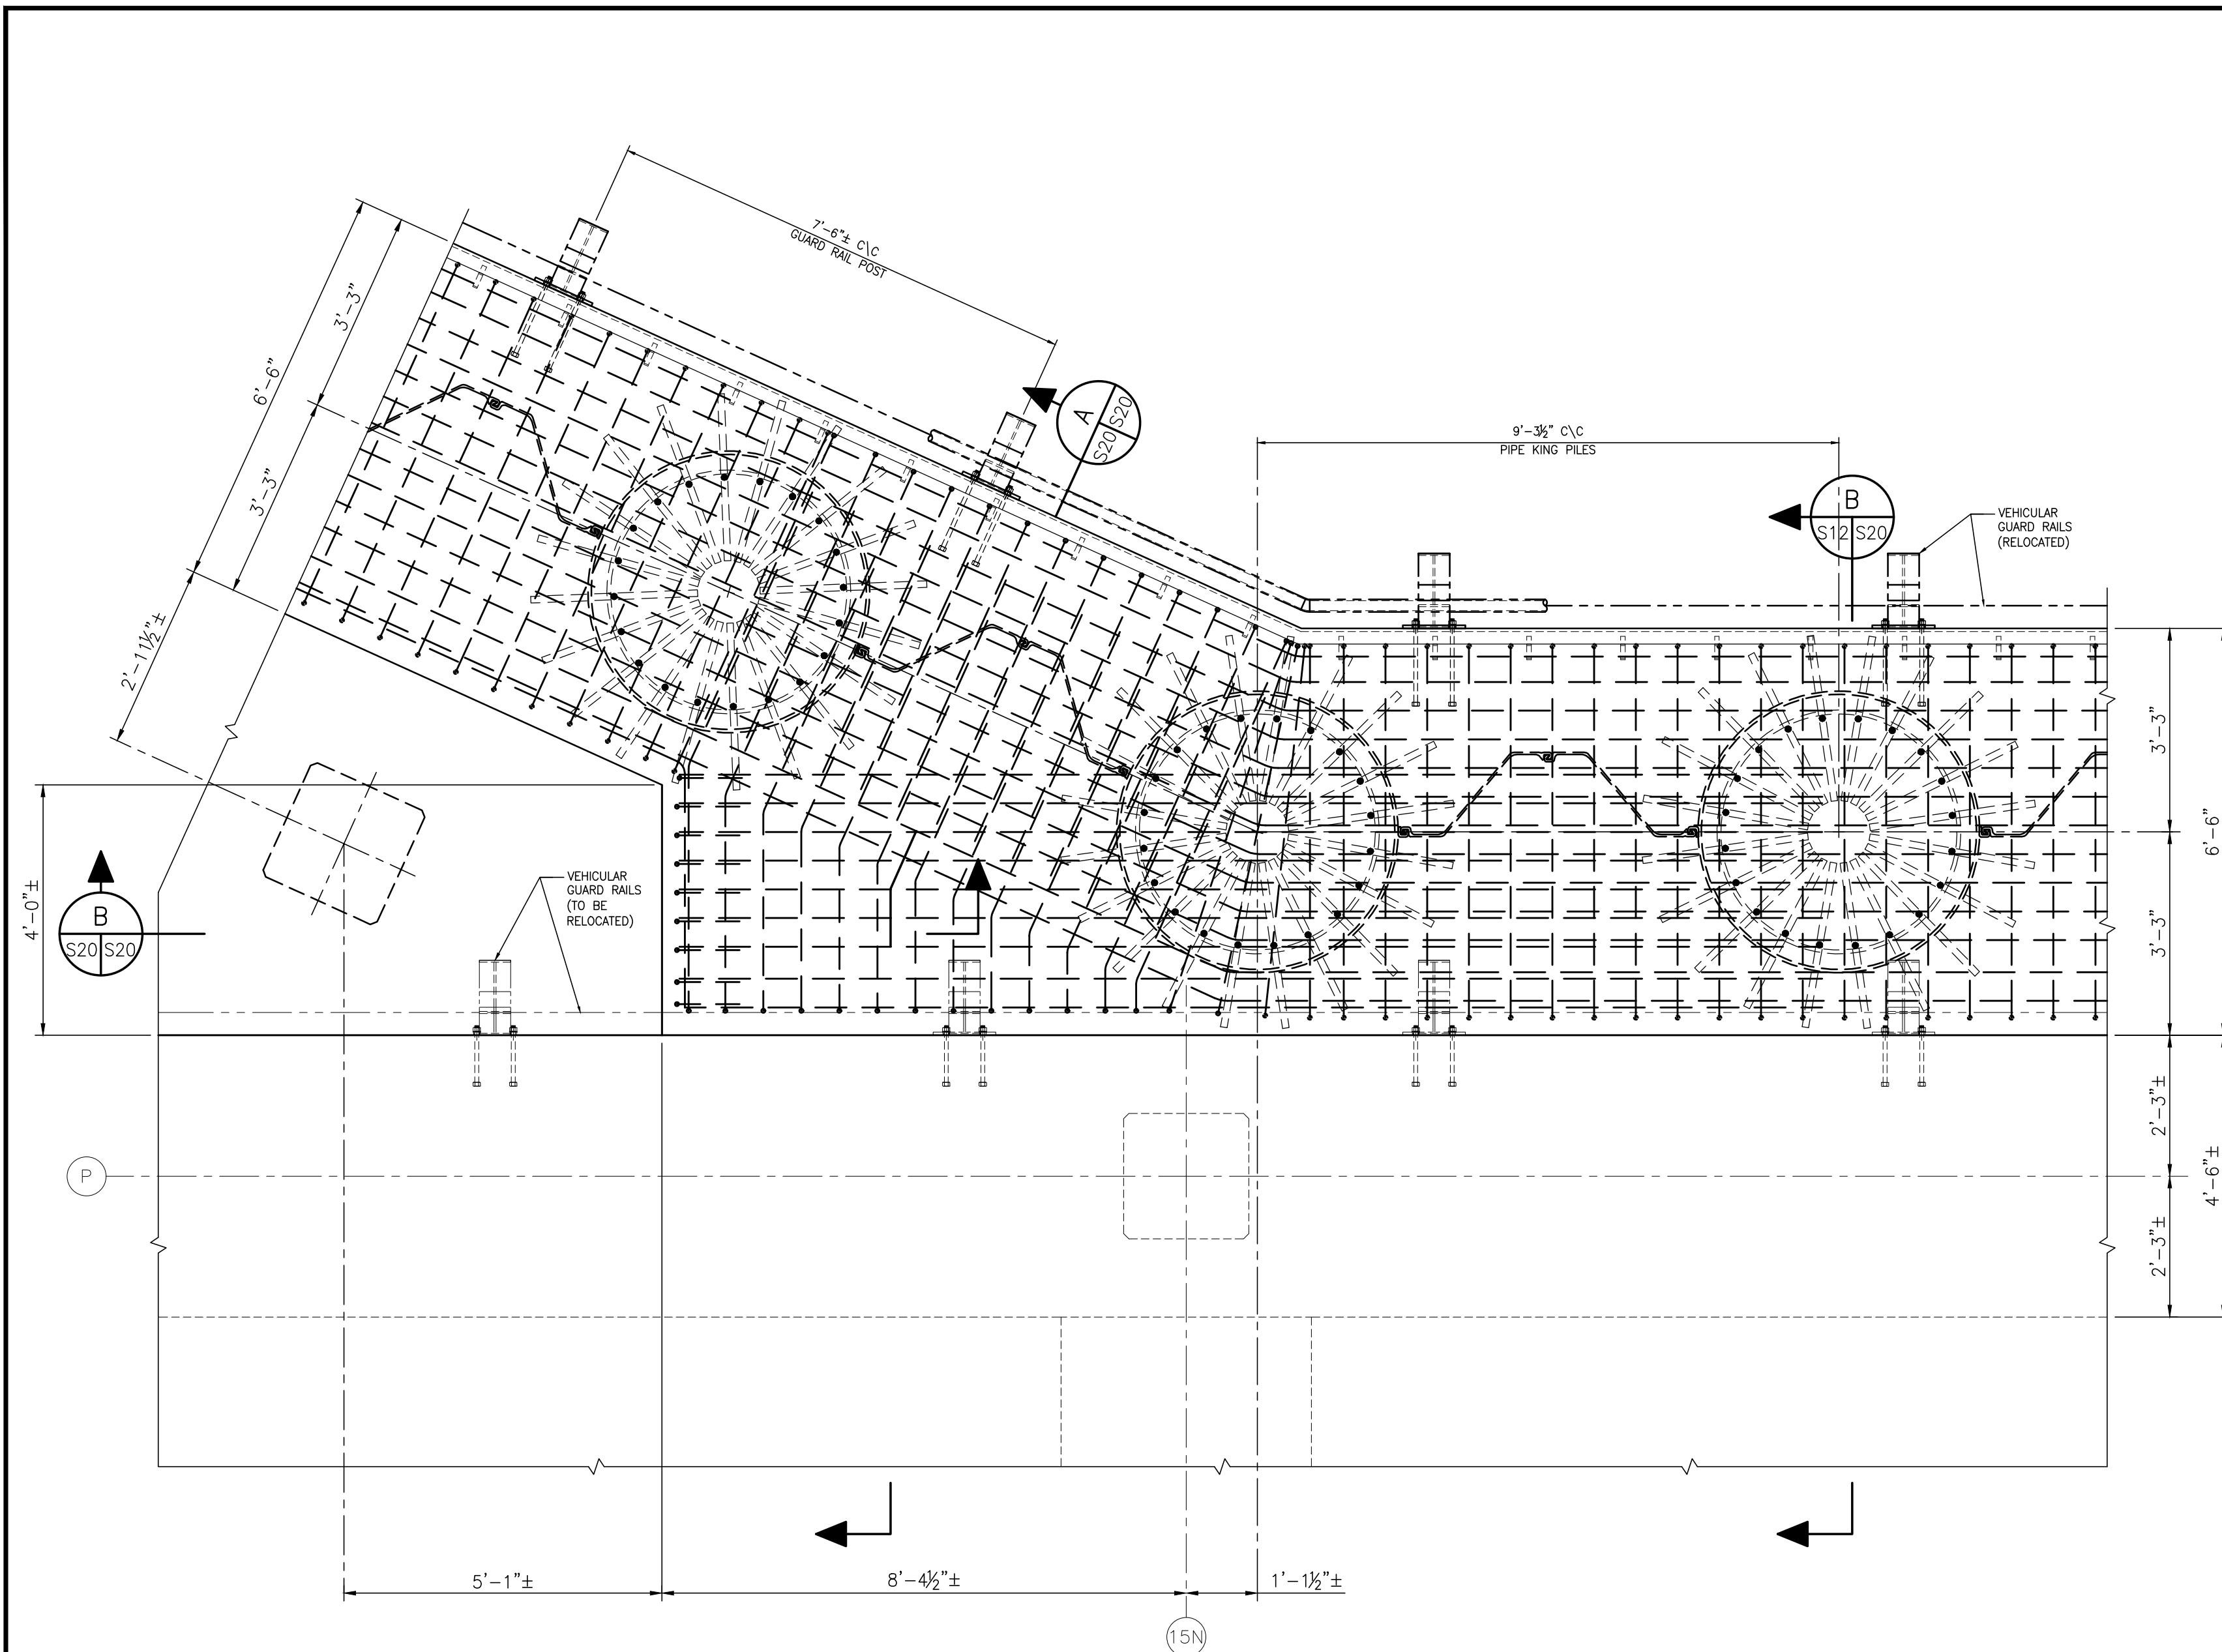 7'-6"± C\C
GUARD RAIL POST
6'-6"
3'-3"
3'-3"
2'-11½"±
A
S20 S20
9'-3½" C\C
PIPE KING PILES
B
S12 S20
VEHICULAR
GUARD RAILS
(RELOCATED)
3'-3"
6'-6"
3'-3"
4'-0"±
B
S20 S20
VEHICULAR
GUARD RAILS
(TO BE
RELOCATED)
2'-3"±
4'-6"±
2'-3"±
P
5'-1"±
8'-4½"±
1'-1½"±
15N